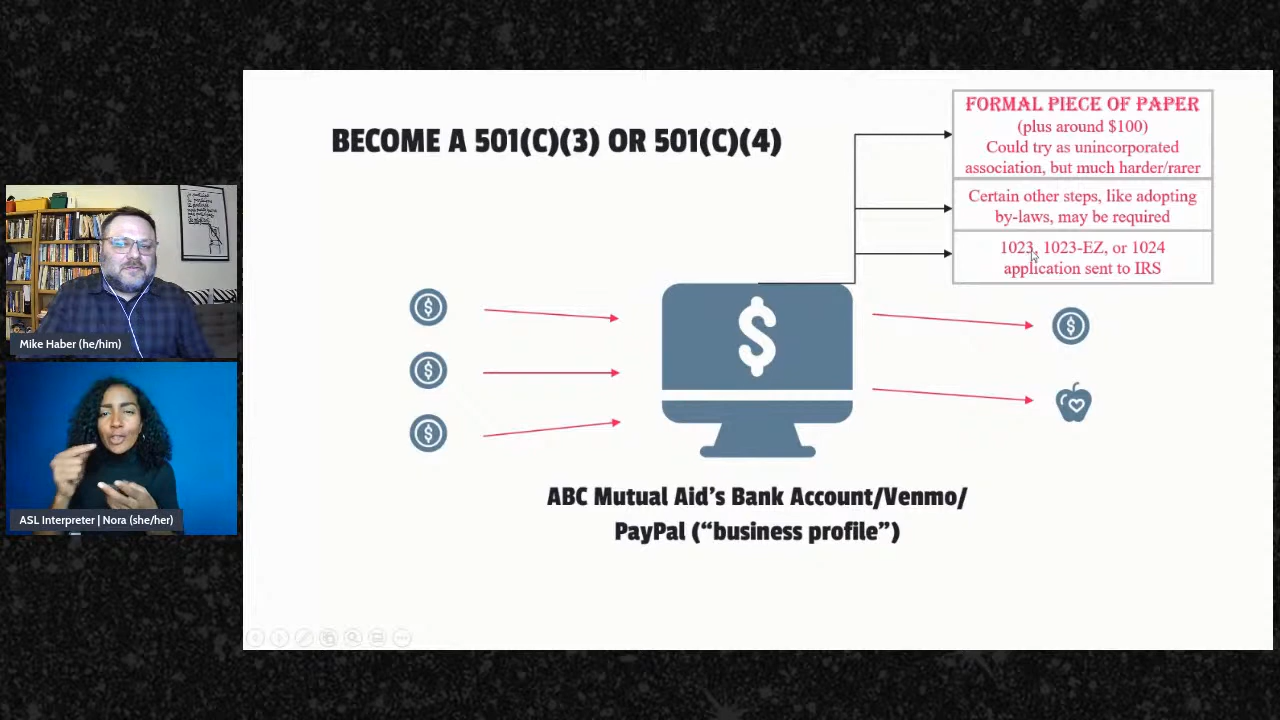 BECOME A 501(C)(3) OR 501(C)(4)
FORMAL PIECE OF PAPER
(plus around $100)
Could try as unincorporated
association, but much harder/rarer
Certain other steps, like adopting
by-laws, may be required
1023, 1023-EZ, or 1024
application sent to IRS
$
$
$
$
$
ABC Mutual Aid's Bank Account/Venmo/
PayPal ("business profile")
Mike Haber (he/him)
ASL Interpreter | Nora (she/her)